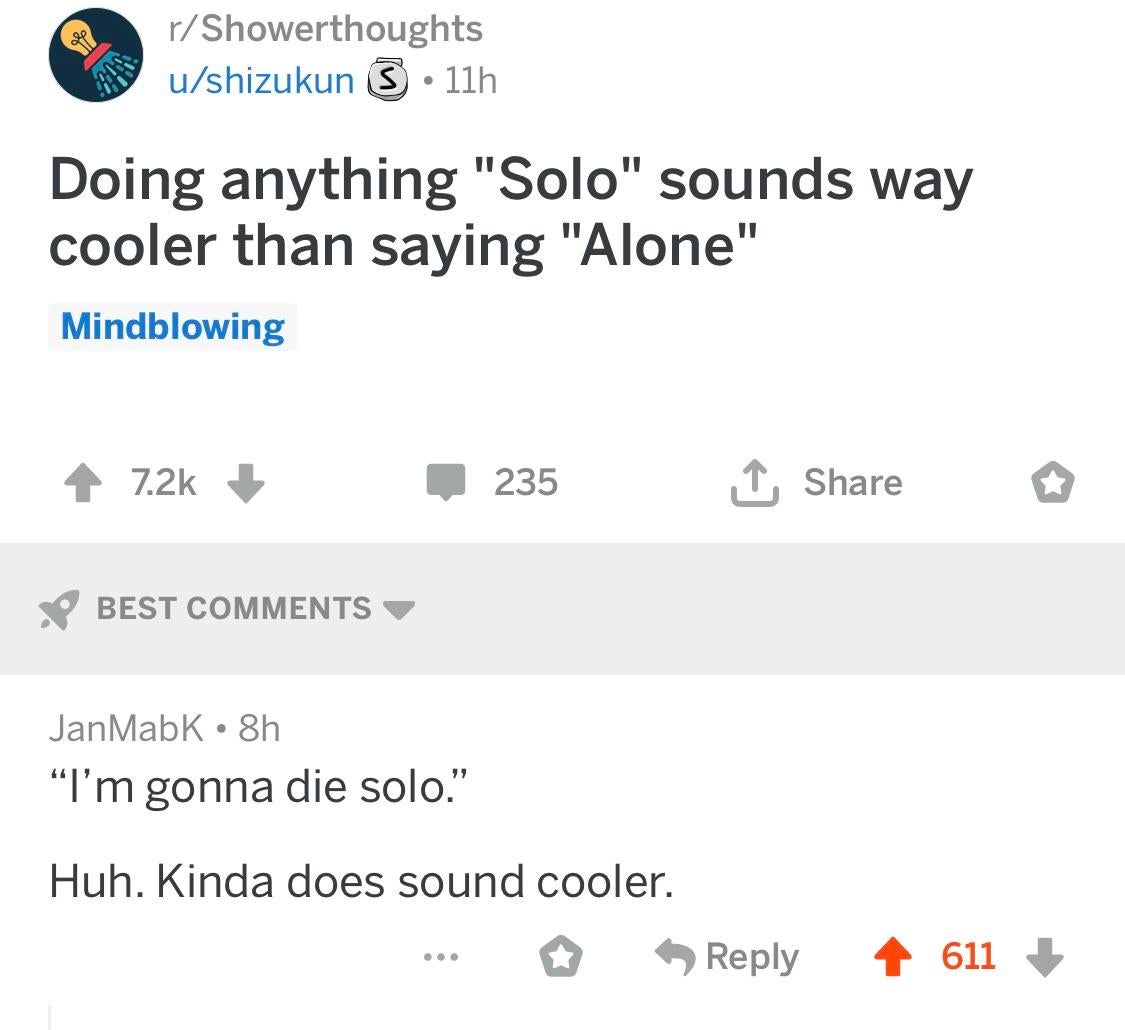 r/Showerthoughts
u/shizukun S • 11h
Doing anything "Solo" sounds way
cooler than saying "Alone"
Mindblowing
7.2k 235 Share
BEST COMMENTS
JanMabK • 8h
“I’m gonna die solo.”
Huh. Kinda does sound cooler.
... Reply 611